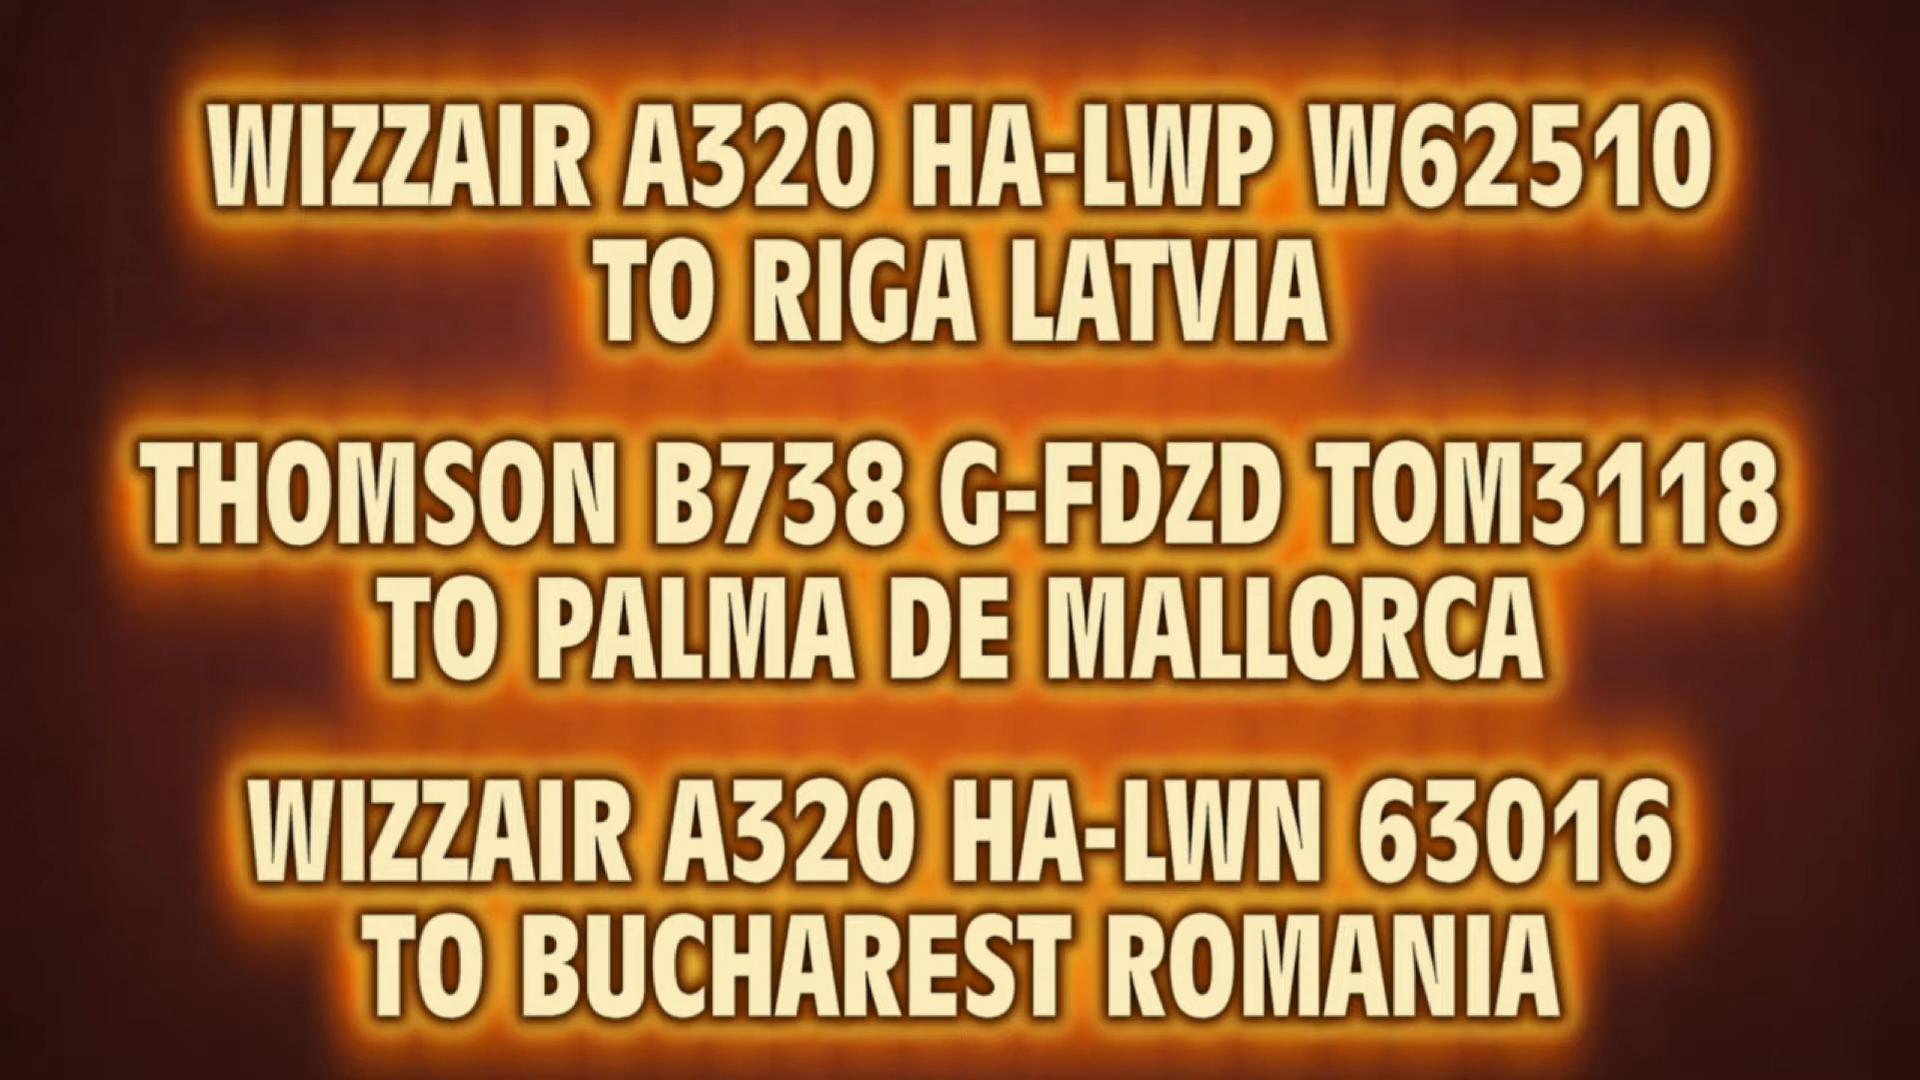 WIZZAIR A320 HA-LWP W62510
TO RIGA LATVIA
THOMSON B738 G-FDZD TOM3118
TO PALMA DE MALLORCA
WIZZAIR A320 HA-LWN 63016
TO BUCHAREST ROMANIA